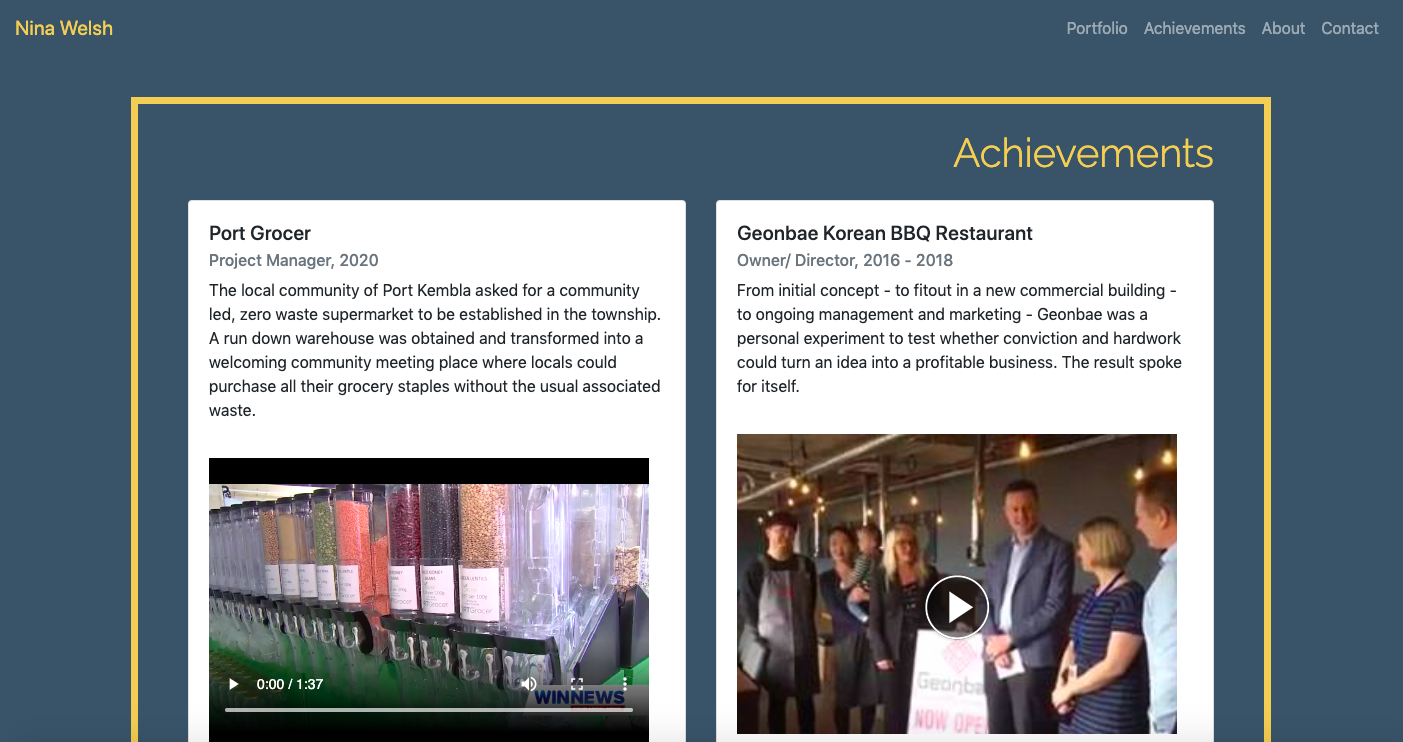 Nina Welsh
Portfolio Achievements About Contact
Achievements
Port Grocer
Project Manager, 2020
The local community of Port Kembla asked for a community
led, zero waste supermarket to be established in the township.
A run down warehouse was obtained and transformed into a
welcoming community meeting place where locals could
purchase all their grocery staples without the usual associated
waste.
0:00 / 1:37
WIN NEWS
Geonbae Korean BBQ Restaurant
Owner/ Director, 2016 - 2018
From initial concept - to fitout in a new commercial building -
to ongoing management and marketing - Geonbae was a
personal experiment to test whether conviction and hardwork
could turn an idea into a profitable business. The result spoke
for itself.
Geonba
NOW OPE